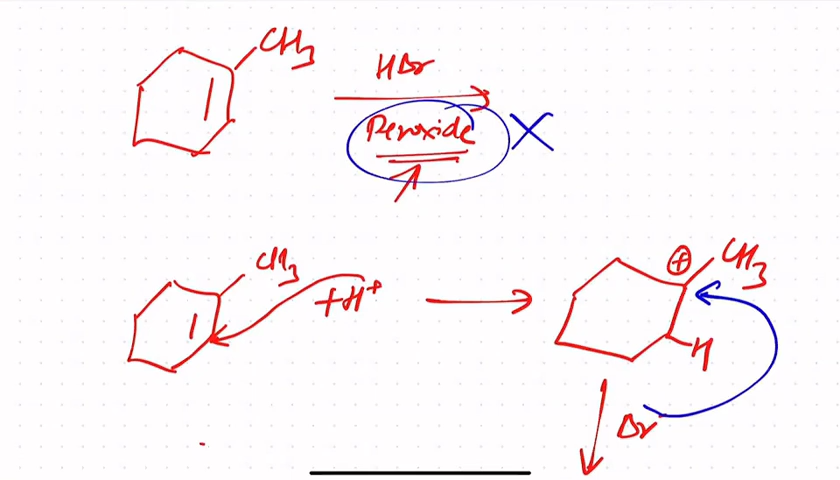 CH3
HBr
Peroxide
CH3
+H+
+
CH3
H
Br